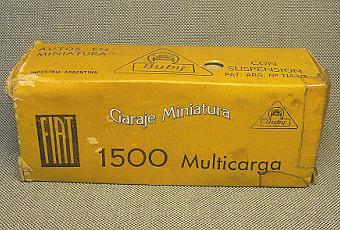 AUTOS EN
MINIATURA
INDUSTRIA ARGENTINA
Buby
CON
SUSPENSION
PAT. ARG. Nº
Garaje Miniatura
FIAT
1500 Multicarga
Buby